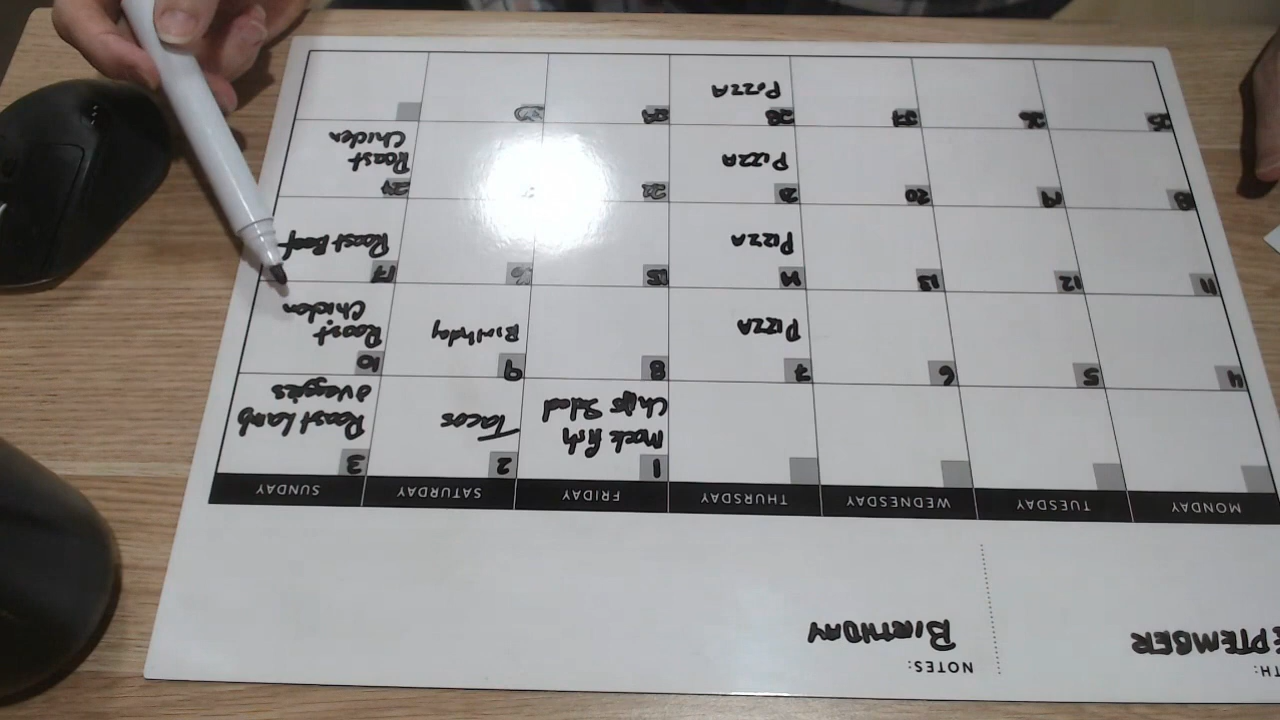 EPTEMBER
NOTES:
BIRTHDAY
MONDAY TUESDAY WEDNESDAY THURSDAY FRIDAY SATURDAY SUNDAY
1 2 3
Mock fish Tacos Roast Lamb
Chips Salad & veggies
4 5 6 7 8 9 10
PIZZA Birthday Roast
Chicken
11 12 13 14 15 16 17
PIZZA Roast Beef
18 19 20 21 22 24
PIZZA Roast
Chicken
25 26 27 28 29
PIZZA